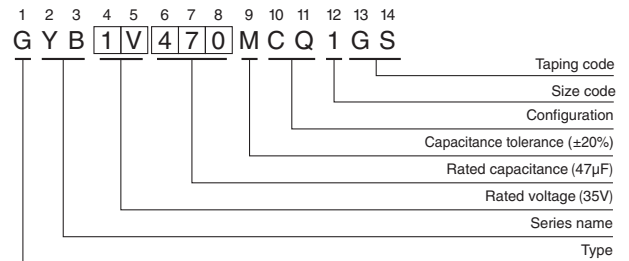 1 2 3 4 5 6 7 8 9 10 11 12 13 14
G Y B 1 V 4 7 0 M C Q 1 G S
Taping code
Size code
Configuration
Capacitance tolerance (±20%)
Rated capacitance (47μF)
Rated voltage (35V)
Series name
Type